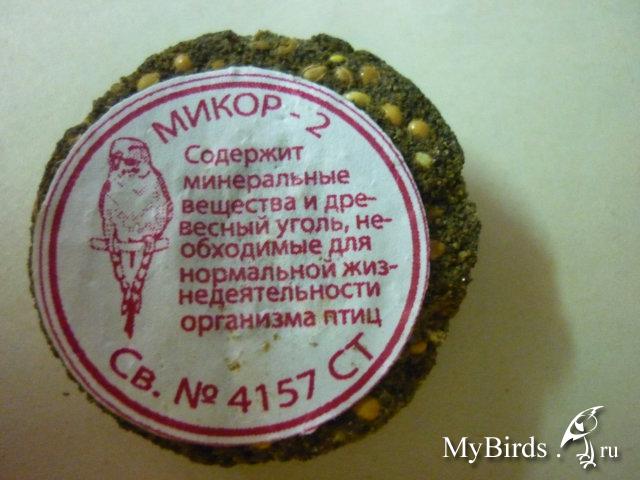 МИКОР - 2
Содержит
минеральные
вещества и дре-
весный уголь, не-
обходимые для
нормальной жиз-
недеятельности
организма птиц
Св. № 4157 СТ
MyBirds.ru